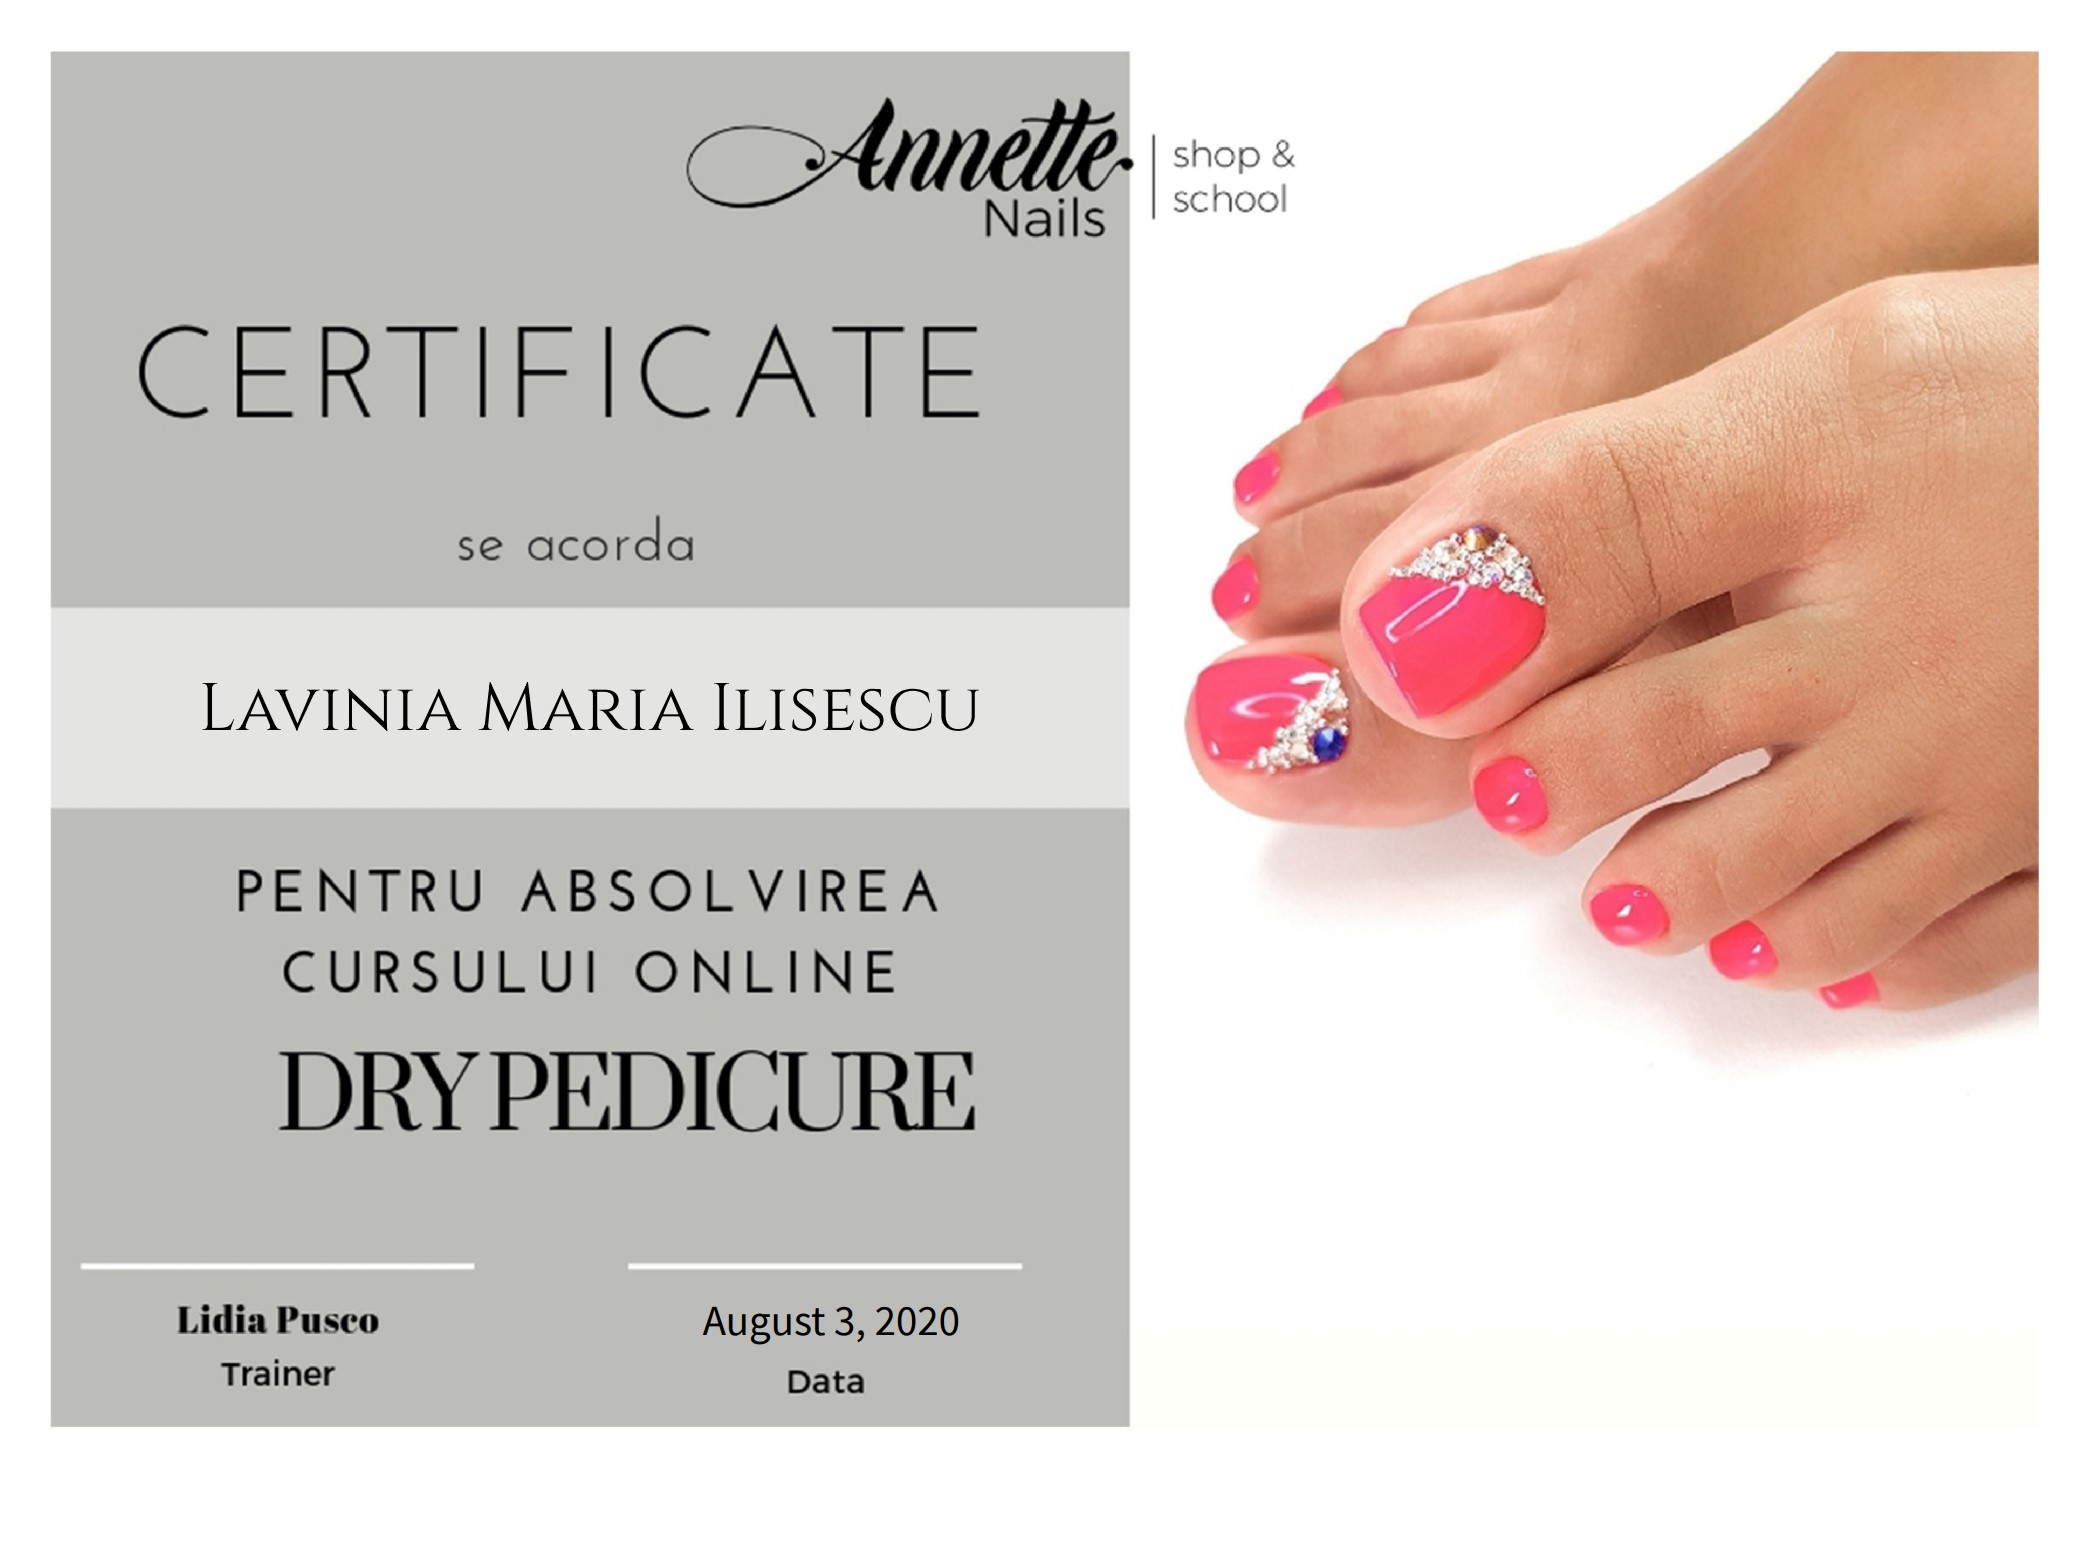 Annette
Nails
shop &
school
CERTIFICATE
se acorda
Lavinia Maria Ilisescu
PENTRU ABSOLVIREA
CURSULUI ONLINE
DRY PEDICURE
Lidia Pusco
Trainer
August 3, 2020
Data